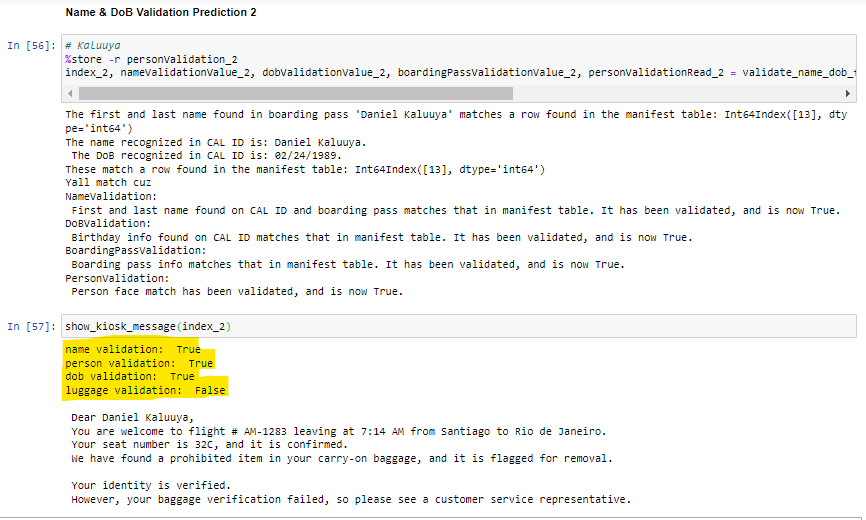 Name & DoB Validation Prediction 2
In [56]: # Kaluuya
%store -r personValidation_2
index_2, nameValidationValue_2, dobValidationValue_2, boardingPassValidationValue_2, personValidationRead_2 = validate_name_dob_
The first and last name found in boarding pass 'Daniel Kaluuya' matches a row found in the manifest table: Int64Index([13], dty
pe='int64')
The name recognized in CAL ID is: Daniel Kaluuya.
The DoB recognized in CAL ID is: 02/24/1989.
These match a row found in the manifest table: Int64Index([13], dtype='int64')
Yall match cuz
NameValidation:
First and last name found on CAL ID and boarding pass matches that in manifest table. It has been validated, and is now True.
DoBValidation:
Birthday info found on CAL ID matches that in manifest table. It has been validated, and is now True.
BoardingPassValidation:
Boarding pass info matches that in manifest table. It has been validated, and is now True.
PersonValidation:
Person face match has been validated, and is now True.
In [57]: show_kiosk_message(index_2)
name validation: True
person validation: True
dob validation: True
luggage validation: False
Dear Daniel Kaluuya,
You are welcome to flight # AM-1283 leaving at 7:14 AM from Santiago to Rio de Janeiro.
Your seat number is 32C, and it is confirmed.
We have found a prohibited item in your carry-on baggage, and it is flagged for removal.
Your identity is verified.
However, your baggage verification failed, so please see a customer service representative.